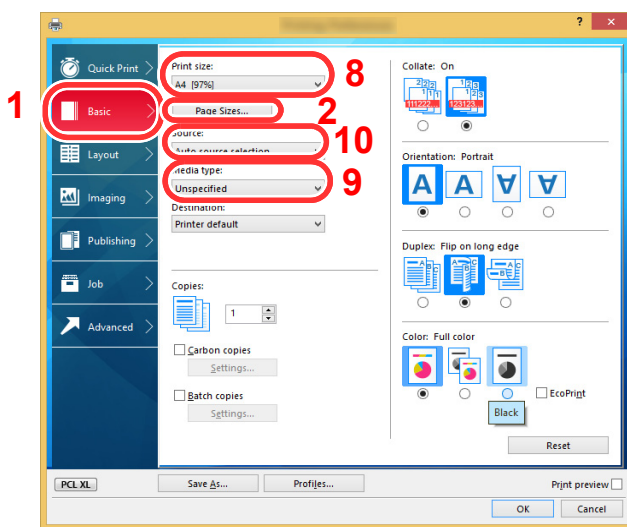 ?
Quick Print
Basic
Layout
Imaging
Publishing
Job
Advanced
1
Print size:
A4 [97%]
8
Page Sizes...
2
Source:
Auto source selection
10
Media type:
Unspecified
9
Destination:
Printer default
Copies:
1
Carbon copies
Settings...
Batch copies
Settings...
Collate: On
111222...
123123...
Orientation: Portrait
A A A A
Duplex: Flip on long edge
Color: Full color
EcoPrint
Black
Reset
PCL XL
Save As...
Profiles...
Print preview
OK
Cancel